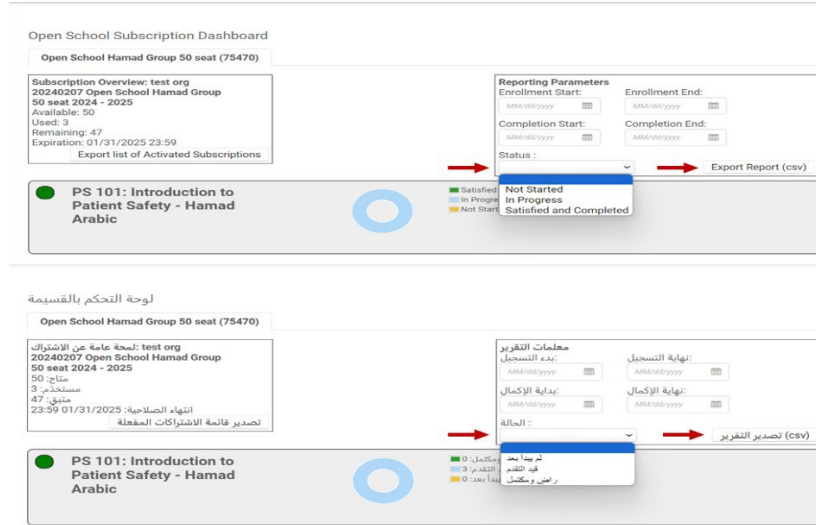 Open School Subscription Dashboard
Open School Hamad Group 50 seat (75470)
Subscription Overview: test org
20240207 Open School Hamad Group
50 seat 2024 - 2025
Available: 50
Used: 3
Remaining: 47
Expiration: 01/31/2025 23:59
Export list of Activated Subscriptions
Reporting Parameters
Enrollment Start: Enrollment End:
MM/dd/yyyy MM/dd/yyyy
Completion Start: Completion End:
MM/dd/yyyy MM/dd/yyyy
Status :
Export Report (csv)
PS 101: Introduction to
Patient Safety - Hamad
Arabic
Satisfied
In Progre
Not Start
Not Started
In Progress
Satisfied and Completed
لوحة التحكم بالقسيمة
Open School Hamad Group 50 seat (75470)
لمحة عامة عن الاشتراك: test org
20240207 Open School Hamad Group
50 seat 2024 - 2025
متاح: 50
مستخدم: 3
متبق: 47
انتهاء الصلاحية: 01/31/2025 23:59
تصدير قائمة الاشتراكات المفعلة
معلمات التقرير
بدء التسجيل: نهاية التسجيل:
MM/dd/yyyy MM/dd/yyyy
بداية الإكمال: نهاية الإكمال:
MM/dd/yyyy MM/dd/yyyy
الحالة :
تصدير التقرير (csv)
PS 101: Introduction to
Patient Safety - Hamad
Arabic
ومكتمل: 0
التقدم: 3
يبدأ بعد: 0
لم يبدأ بعد
قيد التقدم
راض ومكتمل